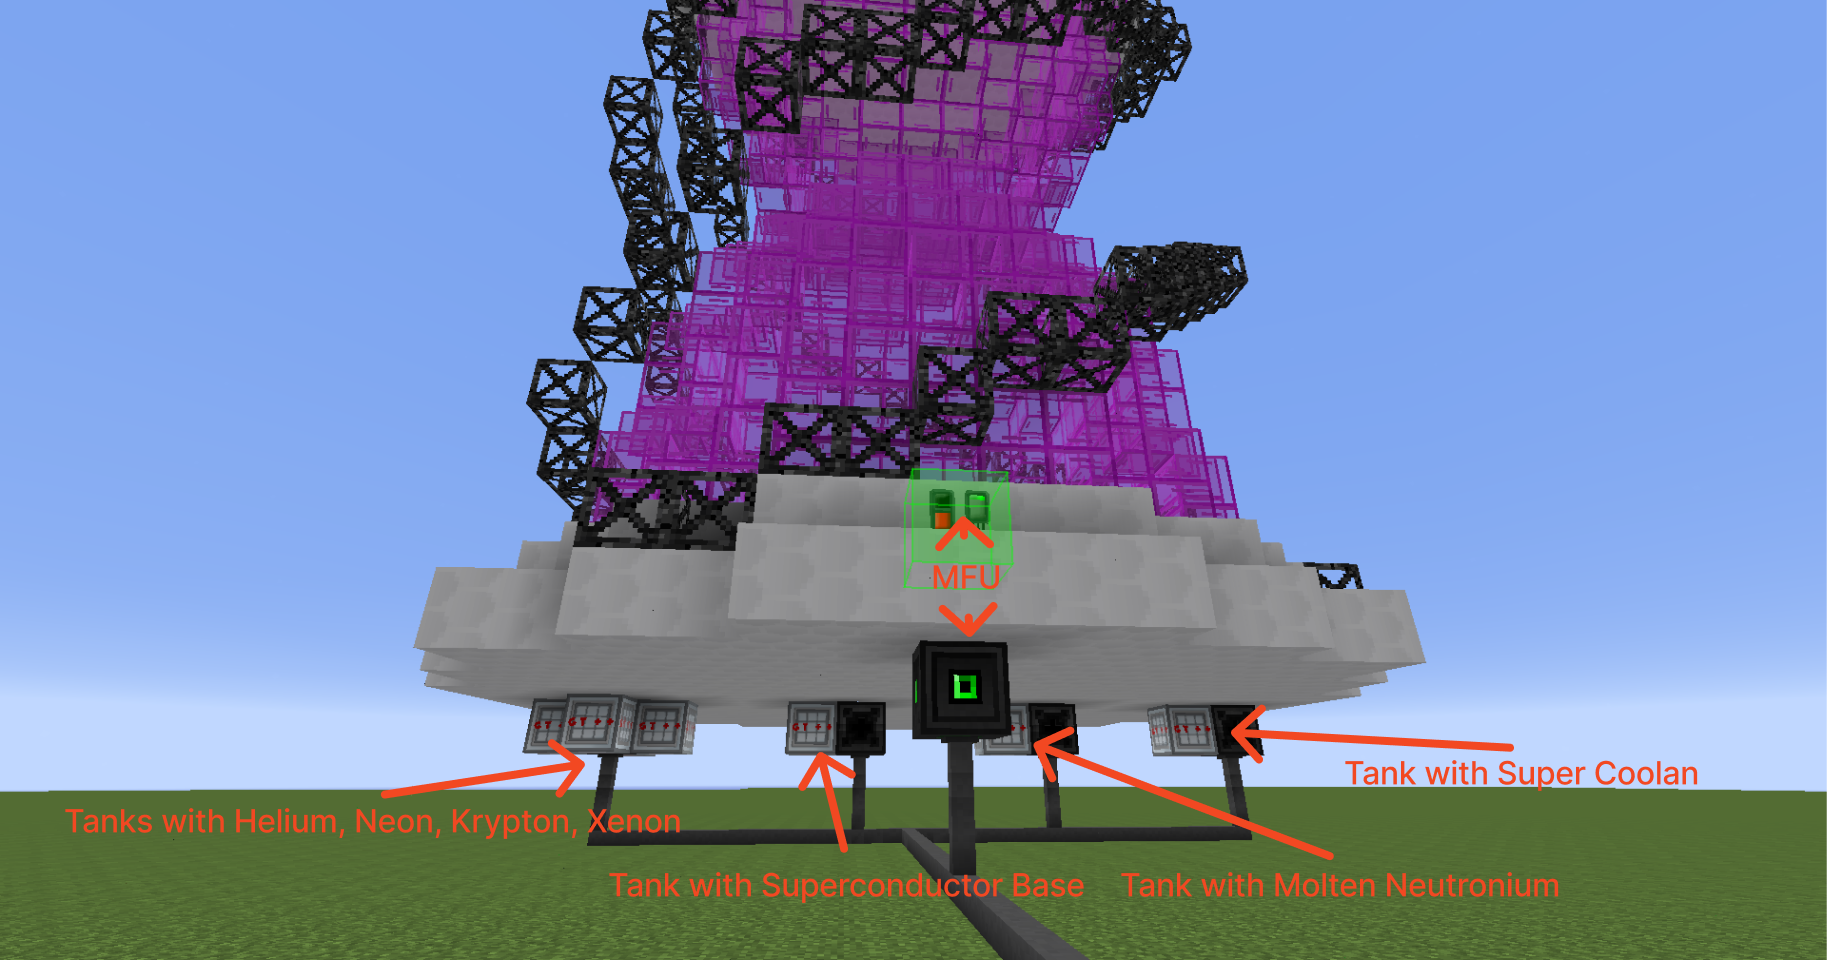 MFU
Tank with Super Coolan
Tanks with Helium, Neon, Krypton, Xenon
Tank with Superconductor Base
Tank with Molten Neutronium